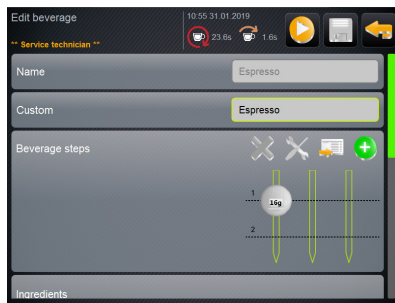 Edit beverage
10:55 31.01.2019
** Service technician **
23.6s
1.6s
Name
Espresso
Custom
Espresso
Beverage steps
1
16g
2
Ingredients